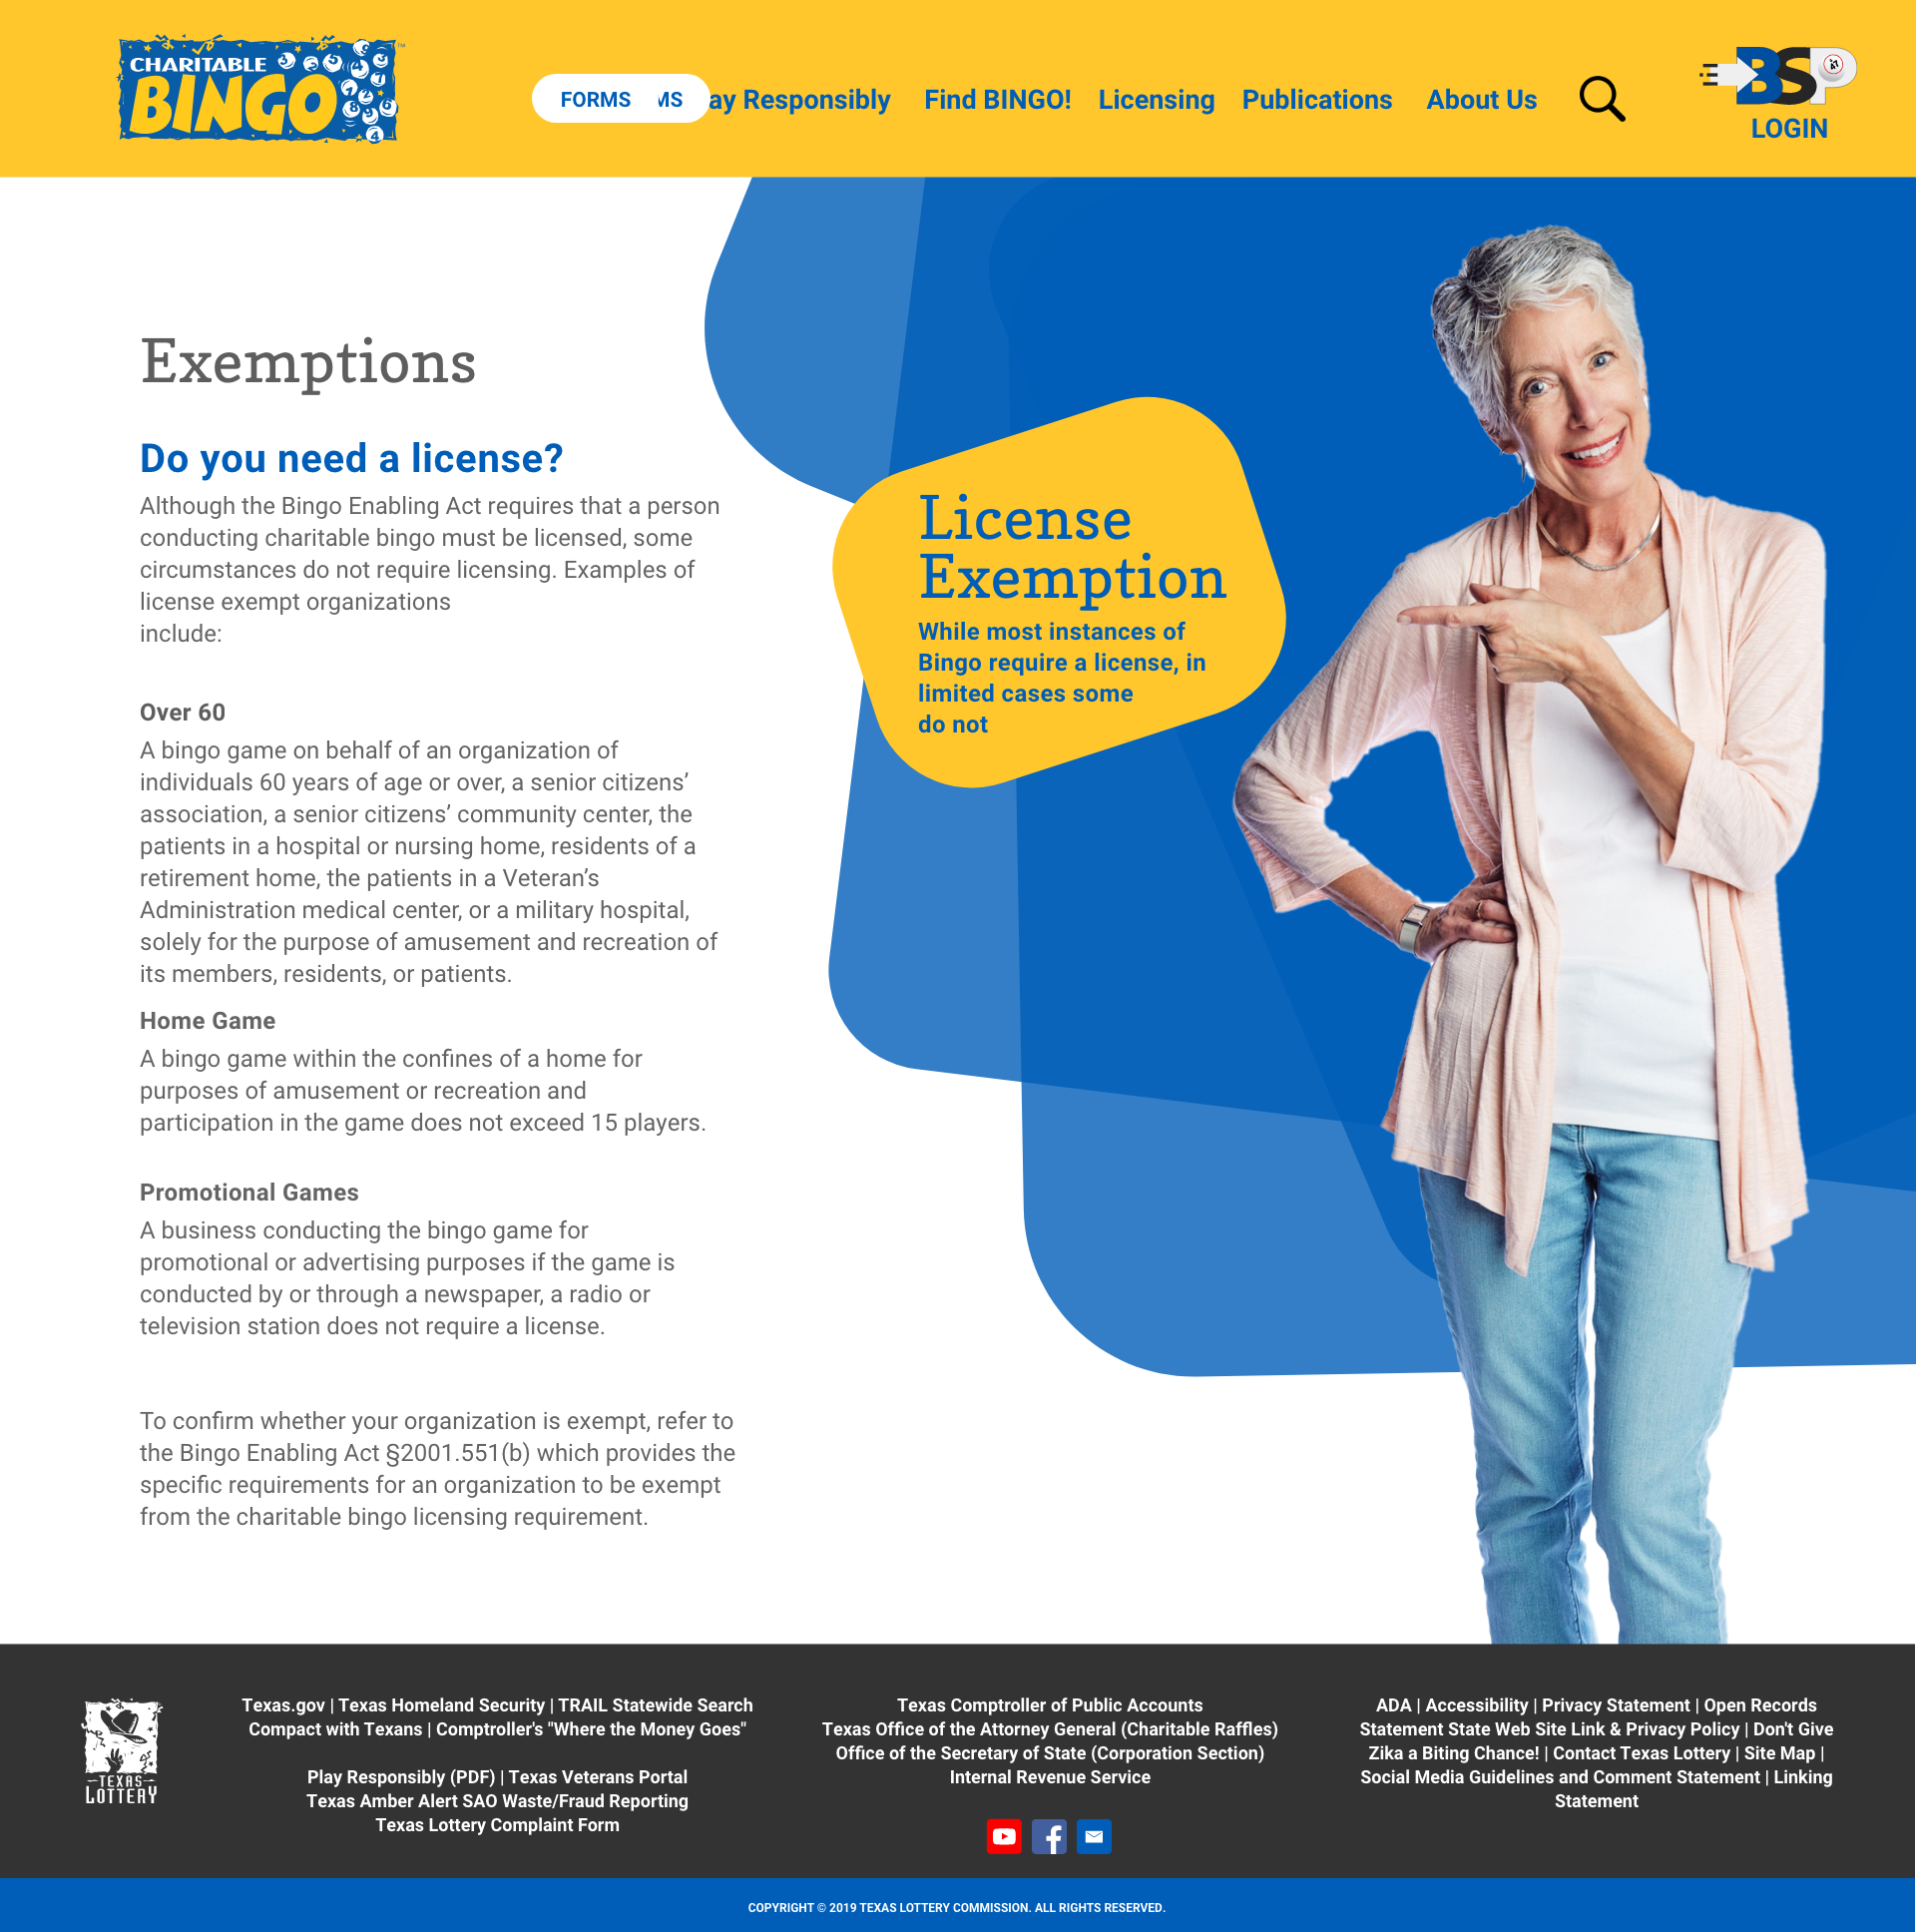 CHARITABLE
BINGO
FORMS MS ay Responsibly Find BINGO! Licensing Publications About Us
BSP
LOGIN
Exemptions
Do you need a license?
Although the Bingo Enabling Act requires that a person
conducting charitable bingo must be licensed, some
circumstances do not require licensing. Examples of
license exempt organizations
include:
Over 60
A bingo game on behalf of an organization of
individuals 60 years of age or over, a senior citizens’
association, a senior citizens’ community center, the
patients in a hospital or nursing home, residents of a
retirement home, the patients in a Veteran’s
Administration medical center, or a military hospital,
solely for the purpose of amusement and recreation of
its members, residents, or patients.
Home Game
A bingo game within the confines of a home for
purposes of amusement or recreation and
participation in the game does not exceed 15 players.
Promotional Games
A business conducting the bingo game for
promotional or advertising purposes if the game is
conducted by or through a newspaper, a radio or
television station does not require a license.
To confirm whether your organization is exempt, refer to
the Bingo Enabling Act §2001.551(b) which provides the
specific requirements for an organization to be exempt
from the charitable bingo licensing requirement.
License
Exemption
While most instances of
Bingo require a license, in
limited cases some
do not
TEXAS
LOTTERY
Texas.gov | Texas Homeland Security | TRAIL Statewide Search
Compact with Texans | Comptroller's "Where the Money Goes"
Play Responsibly (PDF) | Texas Veterans Portal
Texas Amber Alert SAO Waste/Fraud Reporting
Texas Lottery Complaint Form
Texas Comptroller of Public Accounts
Texas Office of the Attorney General (Charitable Raffles)
Office of the Secretary of State (Corporation Section)
Internal Revenue Service
ADA | Accessibility | Privacy Statement | Open Records
Statement State Web Site Link & Privacy Policy | Don't Give
Zika a Biting Chance! | Contact Texas Lottery | Site Map |
Social Media Guidelines and Comment Statement | Linking
Statement
COPYRIGHT © 2019 TEXAS LOTTERY COMMISSION. ALL RIGHTS RESERVED.